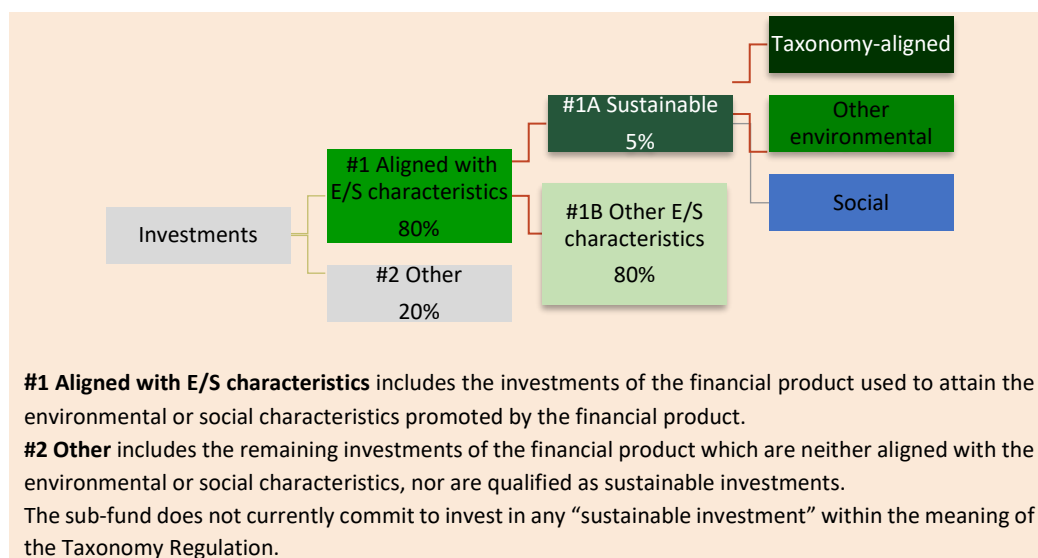 Taxonomy-aligned
#1A Sustainable
5%
Other
environmental
#1 Aligned with
E/S characteristics
80%
Social
#1B Other E/S
characteristics
80%
Investments
#2 Other
20%
#1 Aligned with E/S characteristics includes the investments of the financial product used to attain the
environmental or social characteristics promoted by the financial product.
#2 Other includes the remaining investments of the financial product which are neither aligned with the
environmental or social characteristics, nor are qualified as sustainable investments.
The sub-fund does not currently commit to invest in any “sustainable investment” within the meaning of
the Taxonomy Regulation.